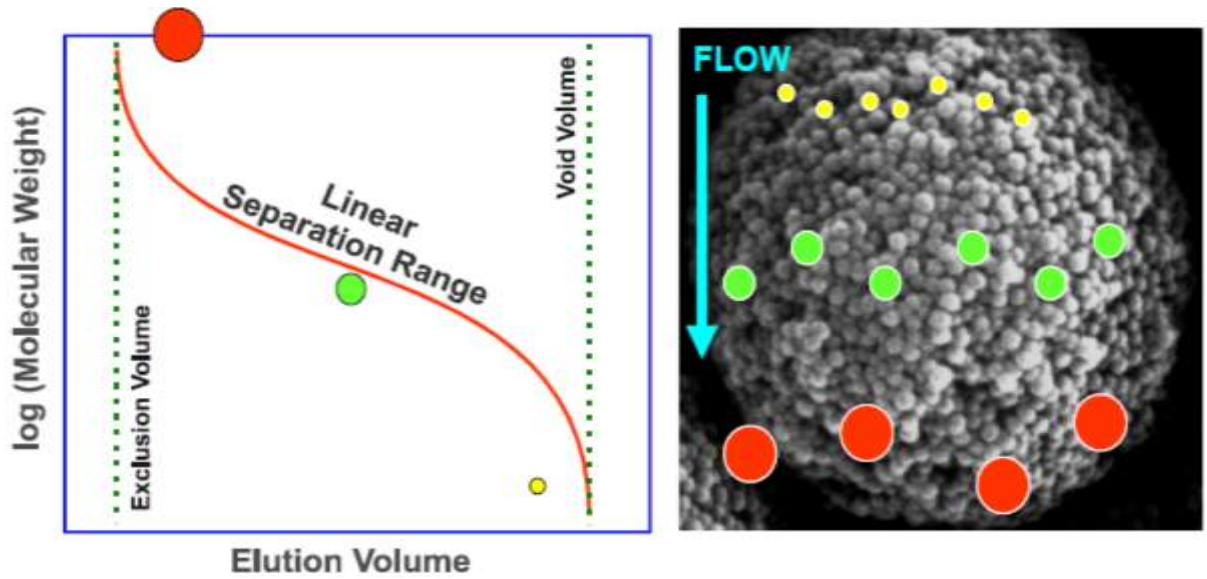 log (Molecular Weight)
Exclusion Volume
Linear
Separation Range
Void Volume
Elution Volume
FLOW